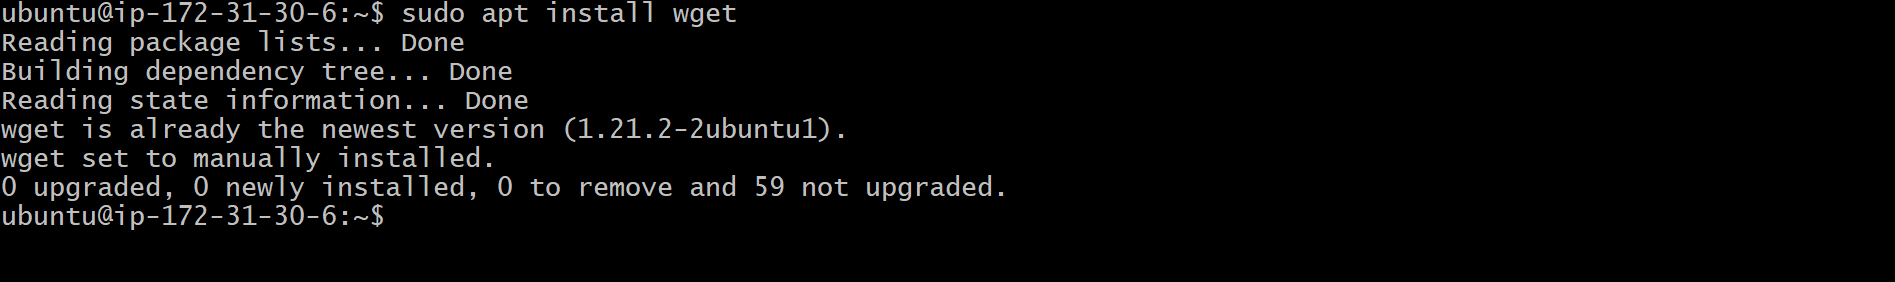 ubuntu@ip-172-31-30-6:~$ sudo apt install wget
Reading package lists... Done
Building dependency tree... Done
Reading state information... Done
wget is already the newest version (1.21.2-2ubuntu1).
wget set to manually installed.
0 upgraded, 0 newly installed, 0 to remove and 59 not upgraded.
ubuntu@ip-172-31-30-6:~$